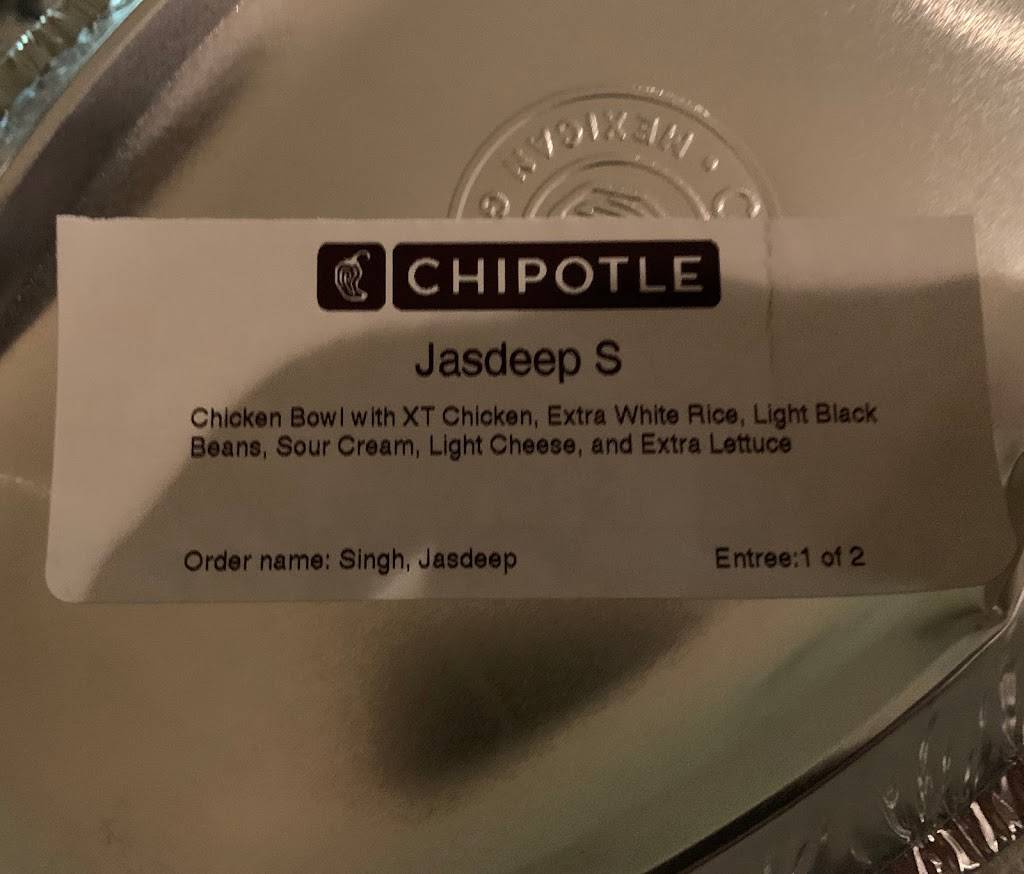 MEXICAN
CHIPOTLE
Jasdeep S
Chicken Bowl with XT Chicken, Extra White Rice, Light Black
Beans, Sour Cream, Light Cheese, and Extra Lettuce
Order name: Singh, Jasdeep
Entree:1 of 2